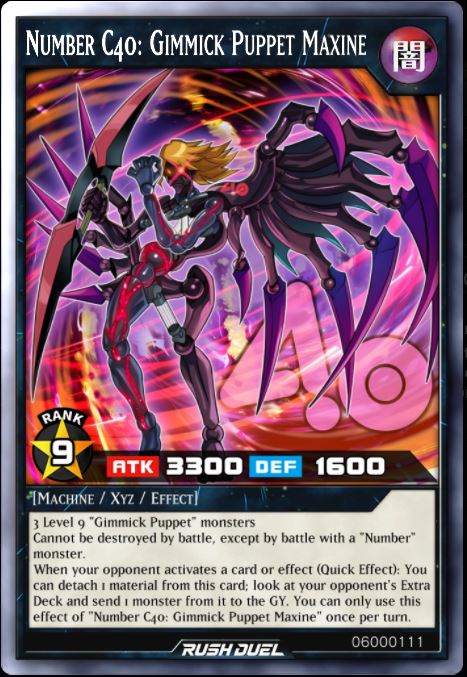 Number C40: Gimmick Puppet Maxine
闇
40
40
RANK
9
ATK 3300 DEF 1600
[Machine / Xyz / Effect]
3 Level 9 "Gimmick Puppet" monsters
Cannot be destroyed by battle, except by battle with a "Number"
monster.
When your opponent activates a card or effect (Quick Effect): You
can detach 1 material from this card; look at your opponent's Extra
Deck and send 1 monster from it to the GY. You can only use this
effect of "Number C40: Gimmick Puppet Maxine" once per turn.
RUSH DUEL
06000111